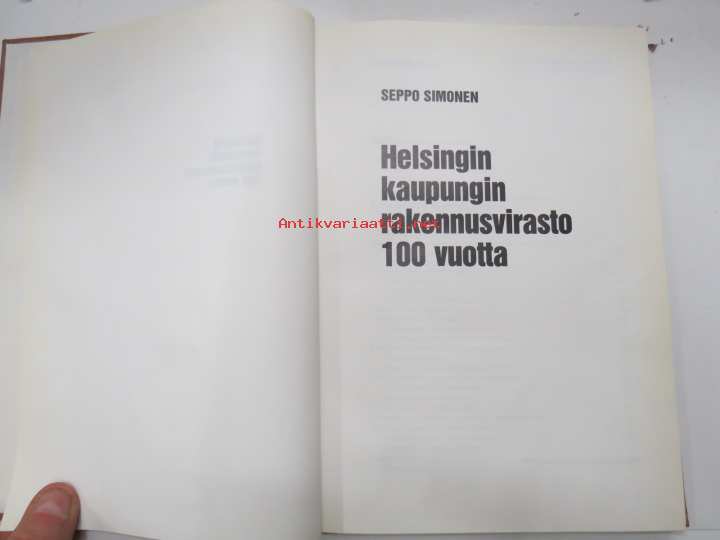 SEPPO SIMONEN
Helsingin
kaupungin
rakennusvirasto
100 vuotta
Antikvariaatti.net